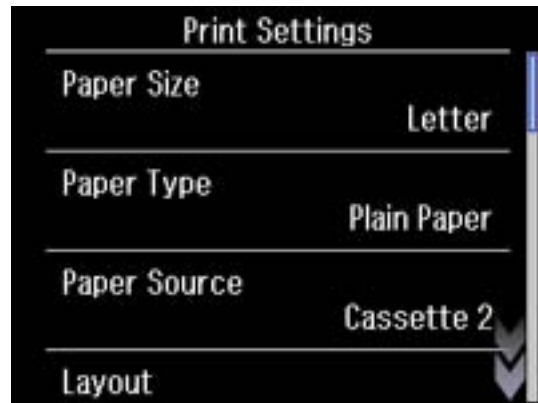 Print Settings
Paper Size
Letter
Paper Type
Plain Paper
Paper Source
Cassette 2
Layout